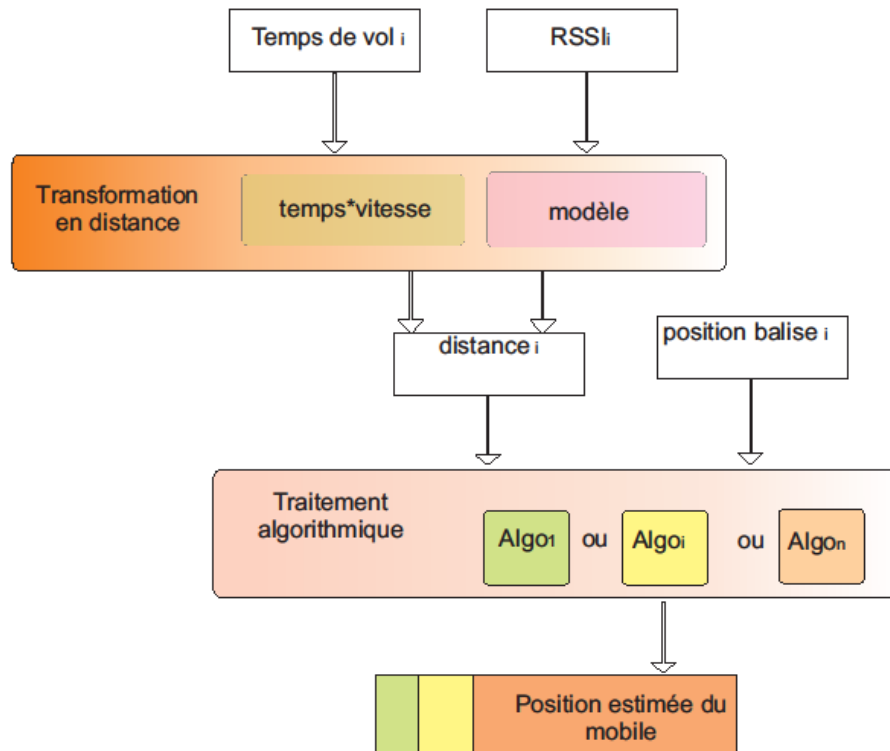 Temps de vol i
RSSIi
Transformation
en distance
temps*vitesse
modèle
distance i
position balise i
Traitement
algorithmique
Algo1 ou Algoi ou Algon
Position estimée du
mobile